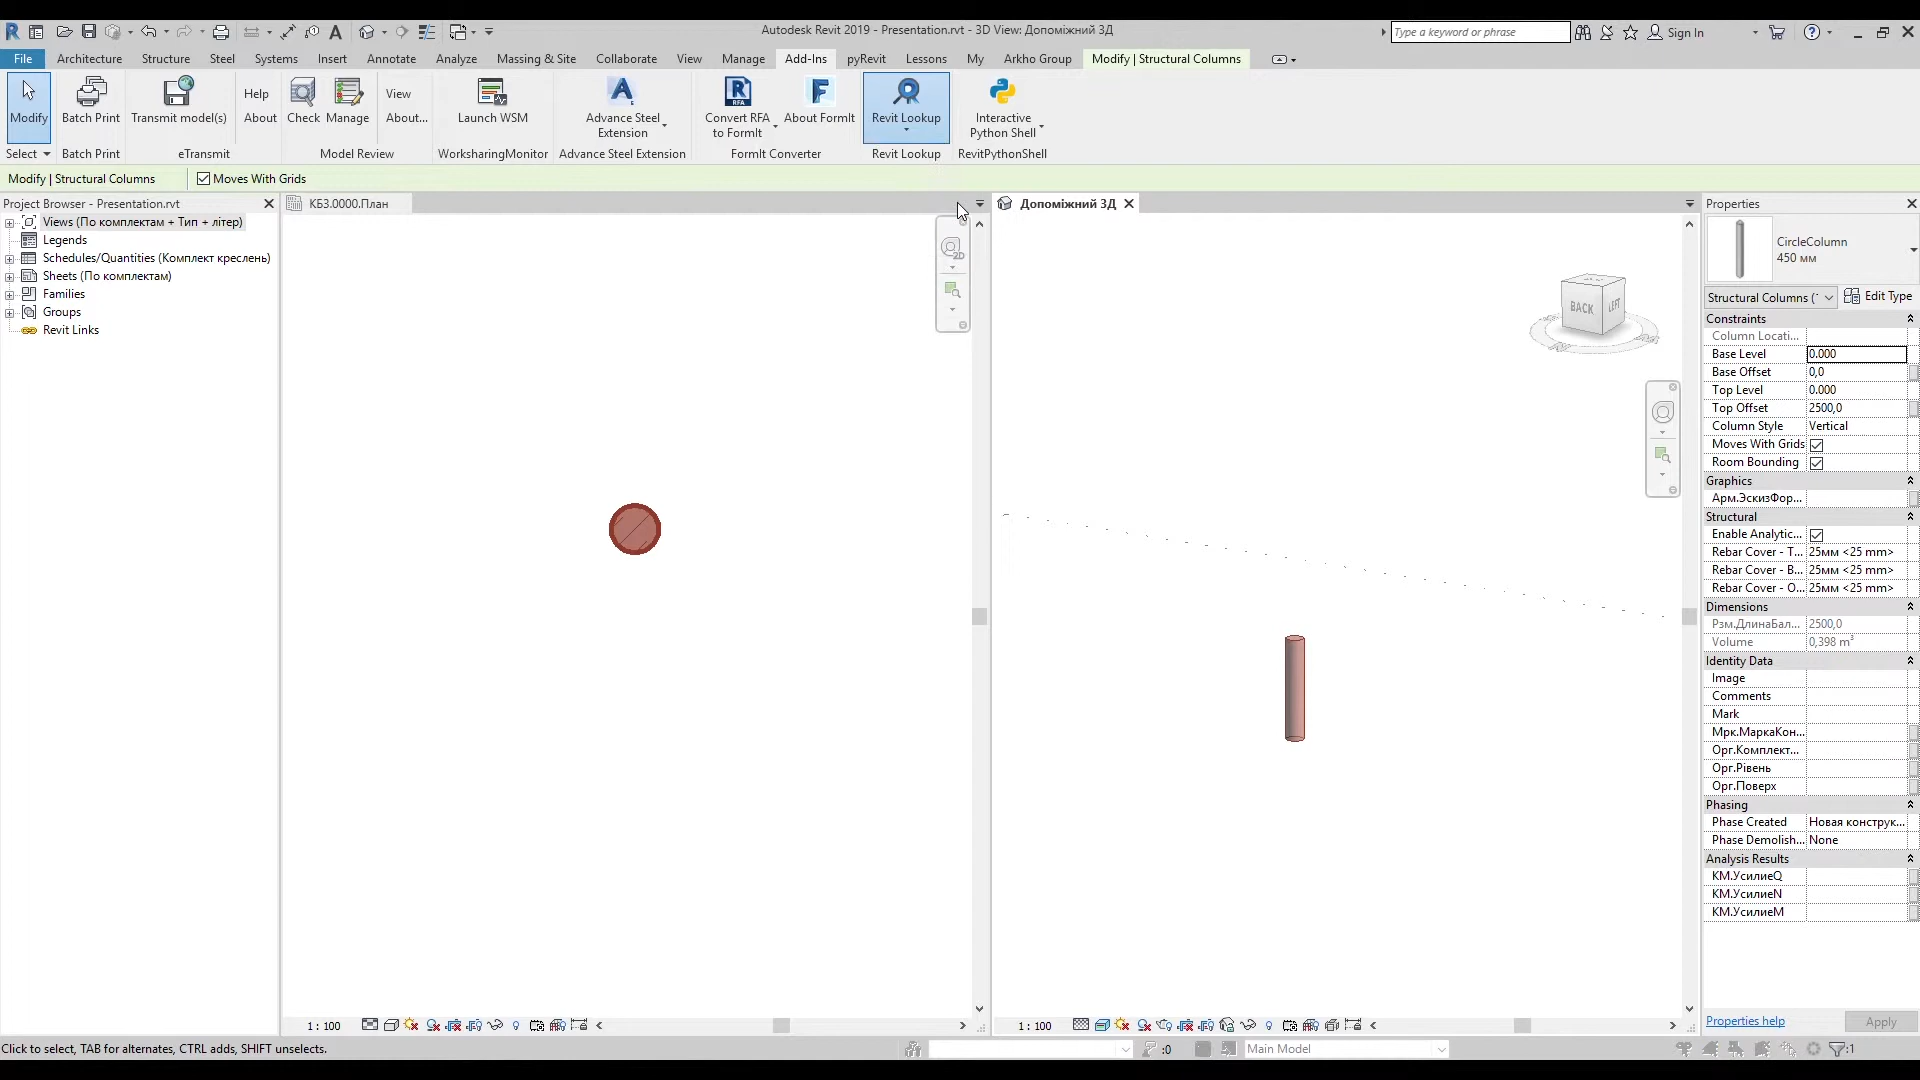 Autodesk Revit 2019 - Presentation.rvt - 3D View: Допоміжний 3Д
Type a keyword or phrase
Sign In
File Architecture Structure Steel Systems Insert Annotate Analyze Massing & Site Collaborate View Manage Add-Ins pyRevit Lessons My Arkho Group Modify | Structural Columns
Modify
Batch Print
Transmit model(s)
Help
About
Check
Manage
View
About...
Launch WSM
Advance Steel
Extension
RFA
Convert RFA
to FormIt
About FormIt
Revit Lookup
Interactive
Python Shell
Select
Batch Print
eTransmit
Model Review
WorksharingMonitor
Advance Steel Extension
FormIt Converter
Revit Lookup
RevitPythonShell
Modify | Structural Columns
Moves With Grids
Project Browser - Presentation.rvt
Views (По комплектам + Тип + літер)
Legends
Schedules/Quantities (Комплект креслень)
Sheets (По комплектам)
Families
Groups
Revit Links
КБ3.0000.План
2D
1 : 100
Допоміжний 3Д
BACK
LEFT
1 : 100
Properties
CircleColumn
450 мм
Structural Columns (
Edit Type
Constraints
Column Locati...
Base Level 0.000
Base Offset 0,0
Top Level 0.000
Top Offset 2500,0
Column Style Vertical
Moves With Grids
Room Bounding
Graphics
Арм.ЭскизФор...
Structural
Enable Analytic...
Rebar Cover - T... 25мм <25 mm>
Rebar Cover - B... 25мм <25 mm>
Rebar Cover - O... 25мм <25 mm>
Dimensions
Рзм.ДлинаБал... 2500,0
Volume 0,398 m³
Identity Data
Image
Comments
Mark
Мрк.МаркаКон...
Орг.Комплект...
Орг.Рівень
Орг.Поверх
Phasing
Phase Created Новая конструк...
Phase Demolish... None
Analysis Results
КМ.УсилиеQ
КМ.УсилиеN
КМ.УсилиеM
Properties help
Apply
Click to select, TAB for alternates, CTRL adds, SHIFT unselects.
:0
Main Model
:1